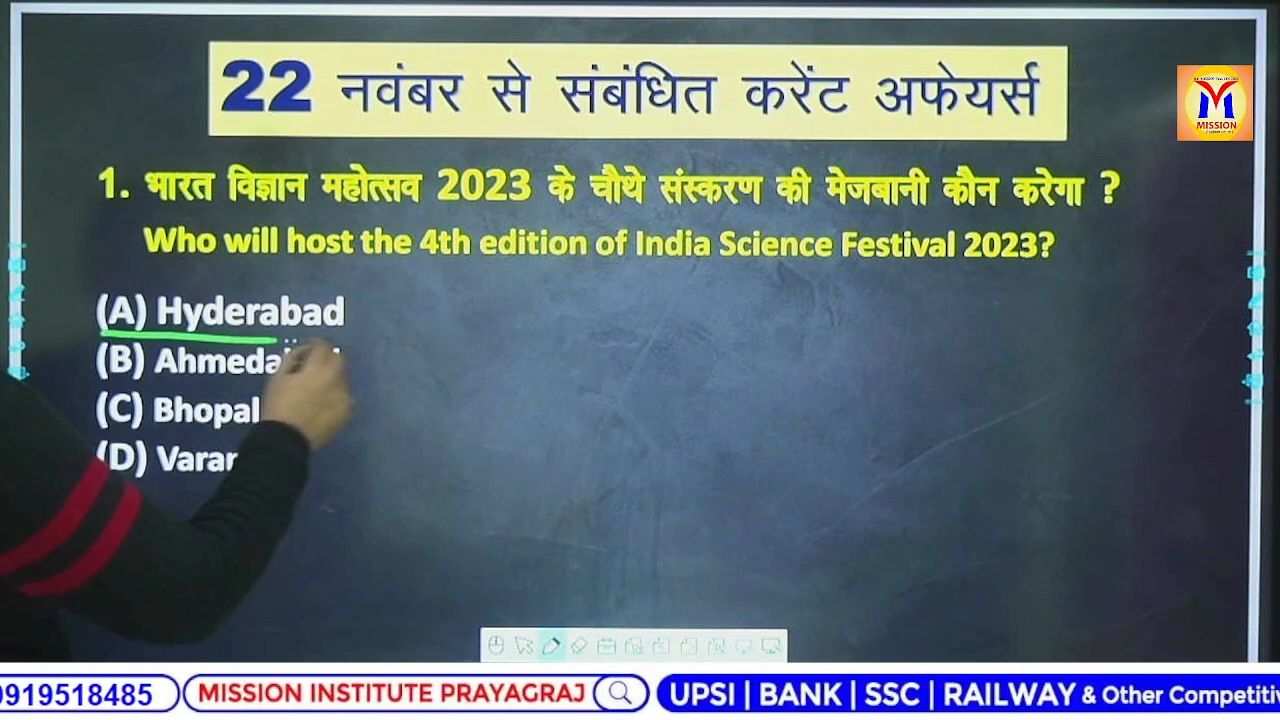 22 नवंबर से संबंधित करेंट अफेयर्स
MISSION
1. भारत विज्ञान महोत्सव 2023 के चौथे संस्करण की मेजबानी कौन करेगा ?
Who will host the 4th edition of India Science Festival 2023?
(A) Hyderabad
(B) Ahmeda
(C) Bhopal
(D) Varan
9919518485 MISSION INSTITUTE PRAYAGRAJ UPSI | BANK | SSC | RAILWAY & Other Competitiv